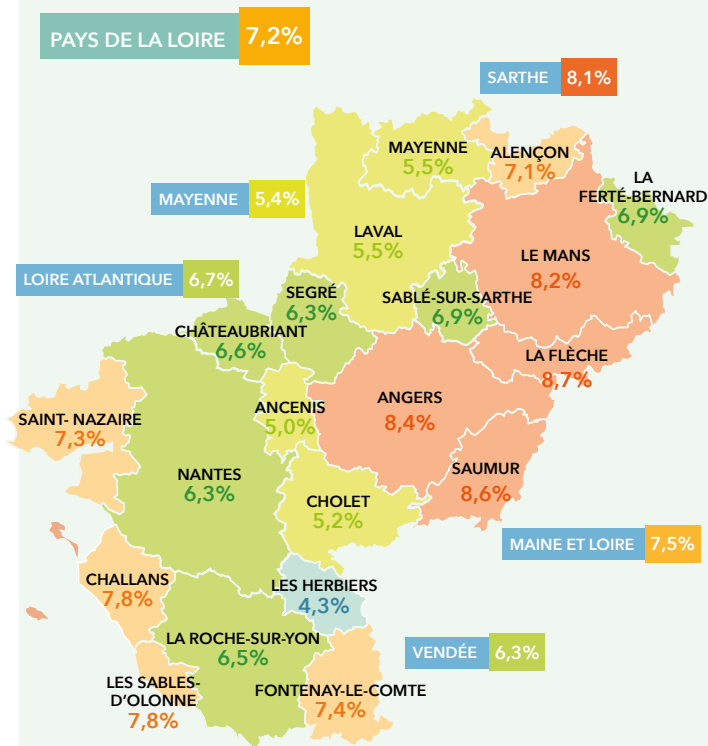 PAYS DE LA LOIRE 7,2%
SARTHE 8,1%
MAYENNE
5,5%
ALENÇON
7,1%
LA
FERTÉ-BERNARD
6,9%
MAYENNE 5,4%
LAVAL
5,5%
LE MANS
8,2%
LOIRE ATLANTIQUE 6,7%
SEGRÉ
6,3%
SABLÉ-SUR-SARTHE
6,9%
CHÂTEAUBRIANT
6,6%
LA FLÈCHE
8,7%
ANCENIS
5,0%
ANGERS
8,4%
SAINT- NAZAIRE
7,3%
NANTES
6,3%
SAUMUR
8,6%
CHOLET
5,2%
MAINE ET LOIRE 7,5%
CHALLANS
7,8%
LES HERBIERS
4,3%
LA ROCHE-SUR-YON
6,5%
VENDÉE 6,3%
LES SABLES-
D'OLONNE
7,8%
FONTENAY-LE-COMTE
7,4%